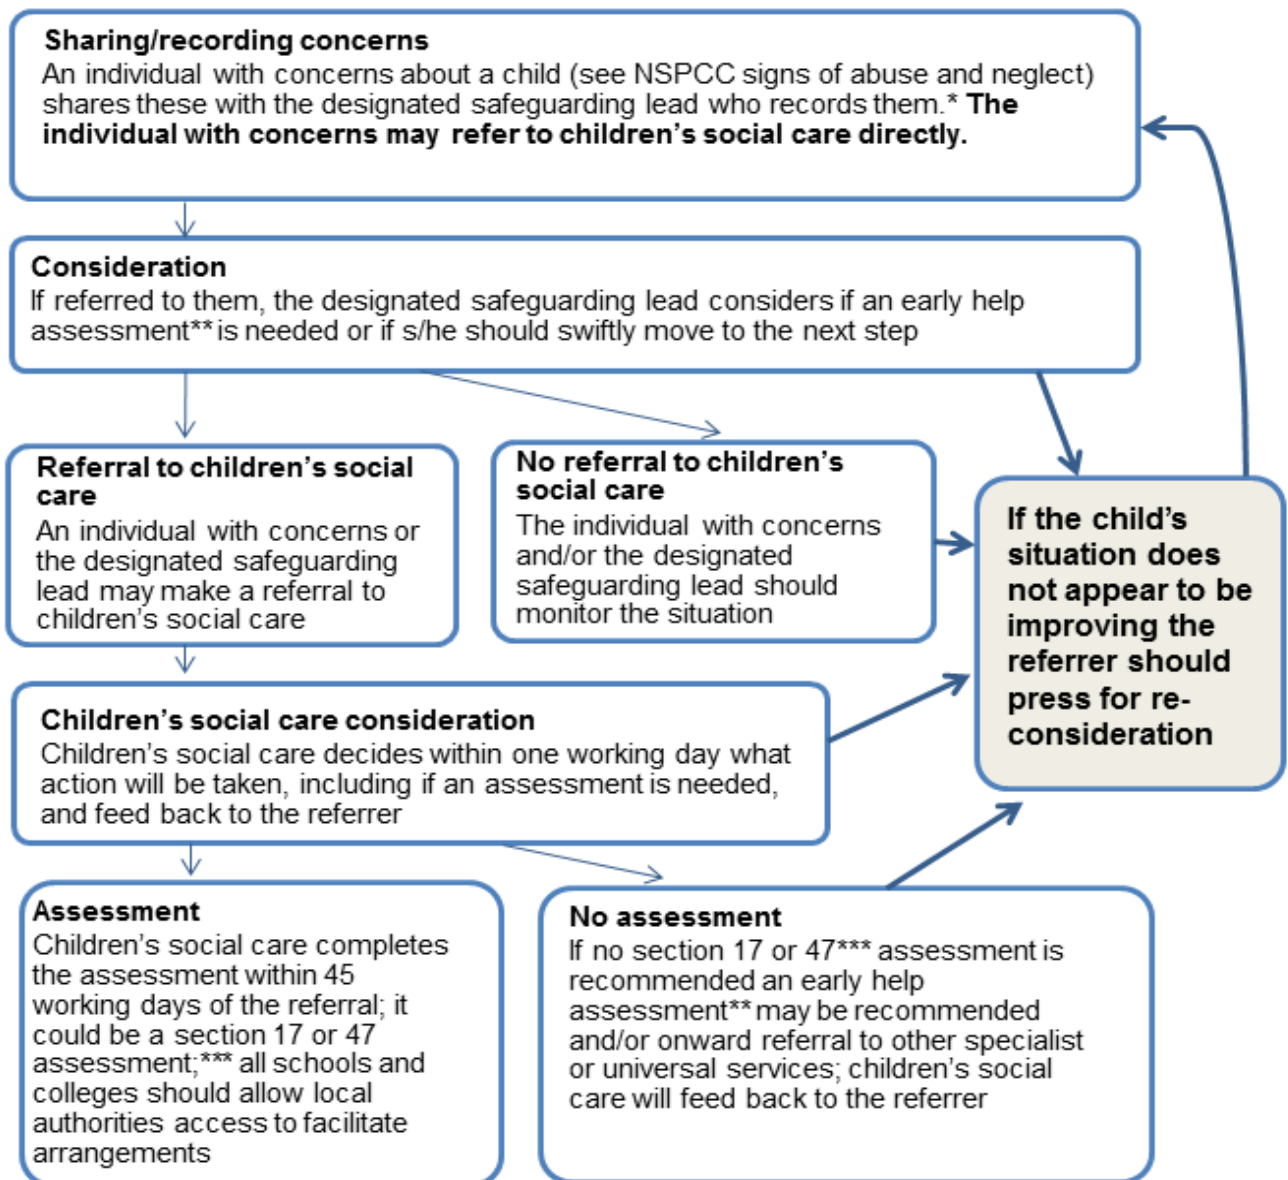 Sharing/recording concerns
An individual with concerns about a child (see NSPCC signs of abuse and neglect)
shares these with the designated safeguarding lead who records them.* The
individual with concerns may refer to children's social care directly.
Consideration
If referred to them, the designated safeguarding lead considers if an early help
assessment** is needed or if s/he should swiftly move to the next step
Referral to children's social
care
An individual with concerns or
the designated safeguarding
lead may make a referral to
children's social care
No referral to children's
social care
The individual with concerns
and/or the designated
safeguarding lead should
monitor the situation
If the child's
situation does
not appear to be
improving the
referrer should
press for re-
consideration
Children's social care consideration
Children's social care decides within one working day what
action will be taken, including if an assessment is needed,
and feed back to the referrer
Assessment
Children's social care completes
the assessment within 45
working days of the referral; it
could be a section 17 or 47
assessment;*** all schools and
colleges should allow local
authorities access to facilitate
arrangements
No assessment
If no section 17 or 47*** assessment is
recommended an early help
assessment** may be recommended
and/or onward referral to other specialist
or universal services; children's social
care will feed back to the referrer